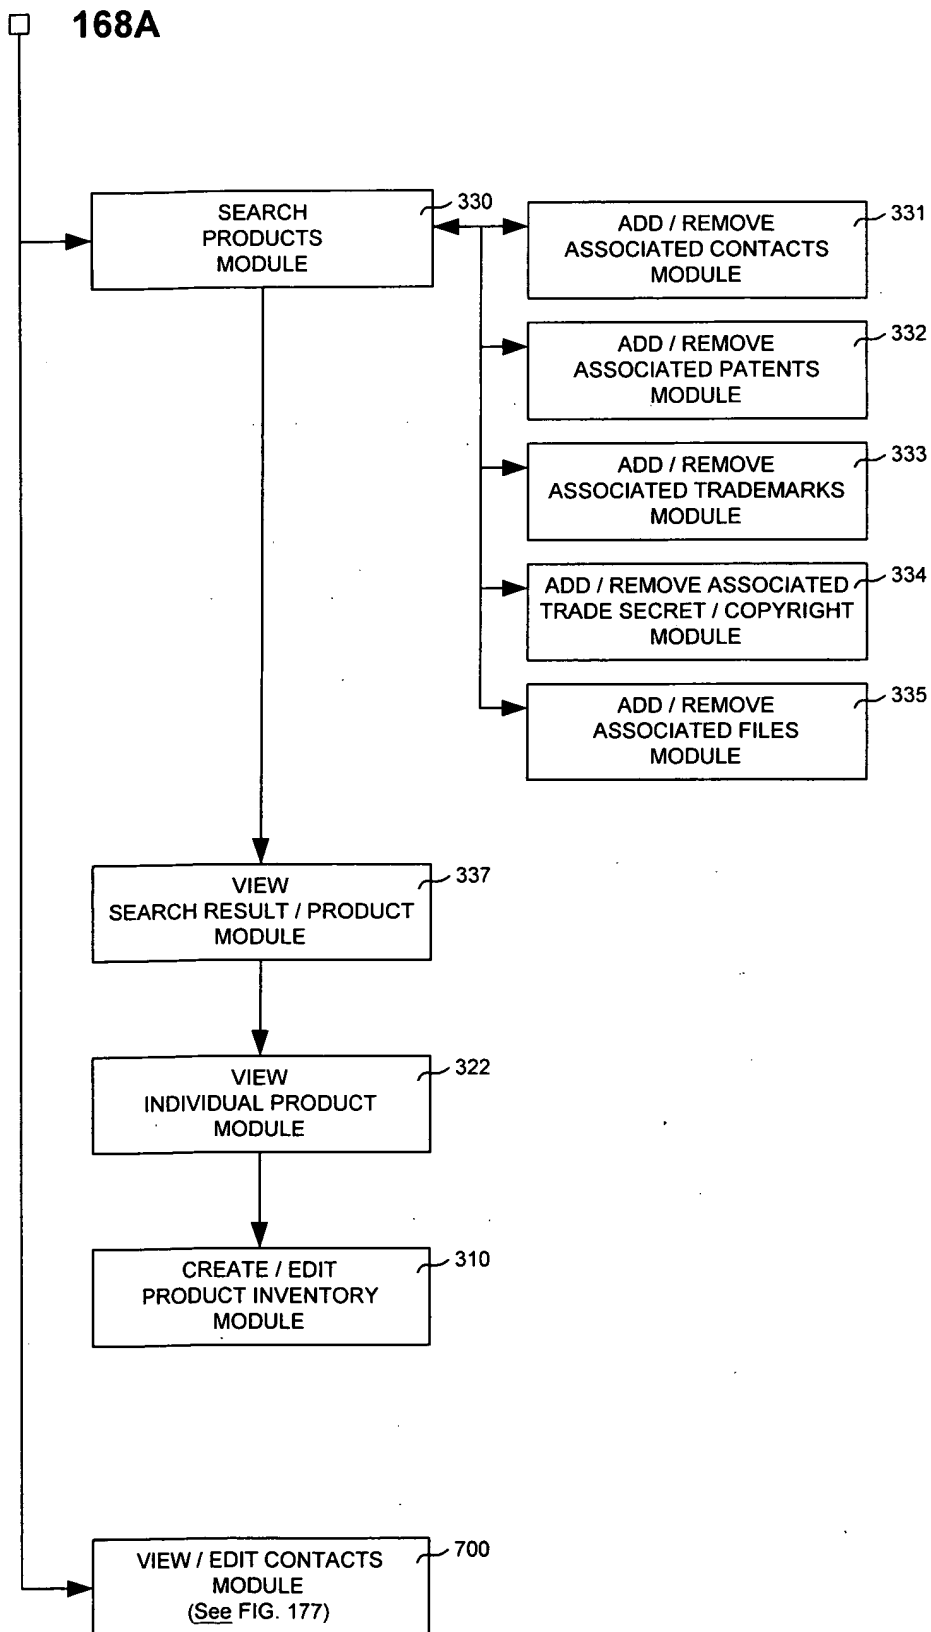 168A
SEARCH
PRODUCTS
MODULE
330
ADD / REMOVE
ASSOCIATED CONTACTS
MODULE
331
ADD / REMOVE
ASSOCIATED PATENTS
MODULE
332
ADD / REMOVE
ASSOCIATED TRADEMARKS
MODULE
333
ADD / REMOVE ASSOCIATED
TRADE SECRET / COPYRIGHT
MODULE
334
ADD / REMOVE
ASSOCIATED FILES
MODULE
335
VIEW
SEARCH RESULT / PRODUCT
MODULE
337
VIEW
INDIVIDUAL PRODUCT
MODULE
322
CREATE / EDIT
PRODUCT INVENTORY
MODULE
310
VIEW / EDIT CONTACTS
MODULE
(See FIG. 177)
700